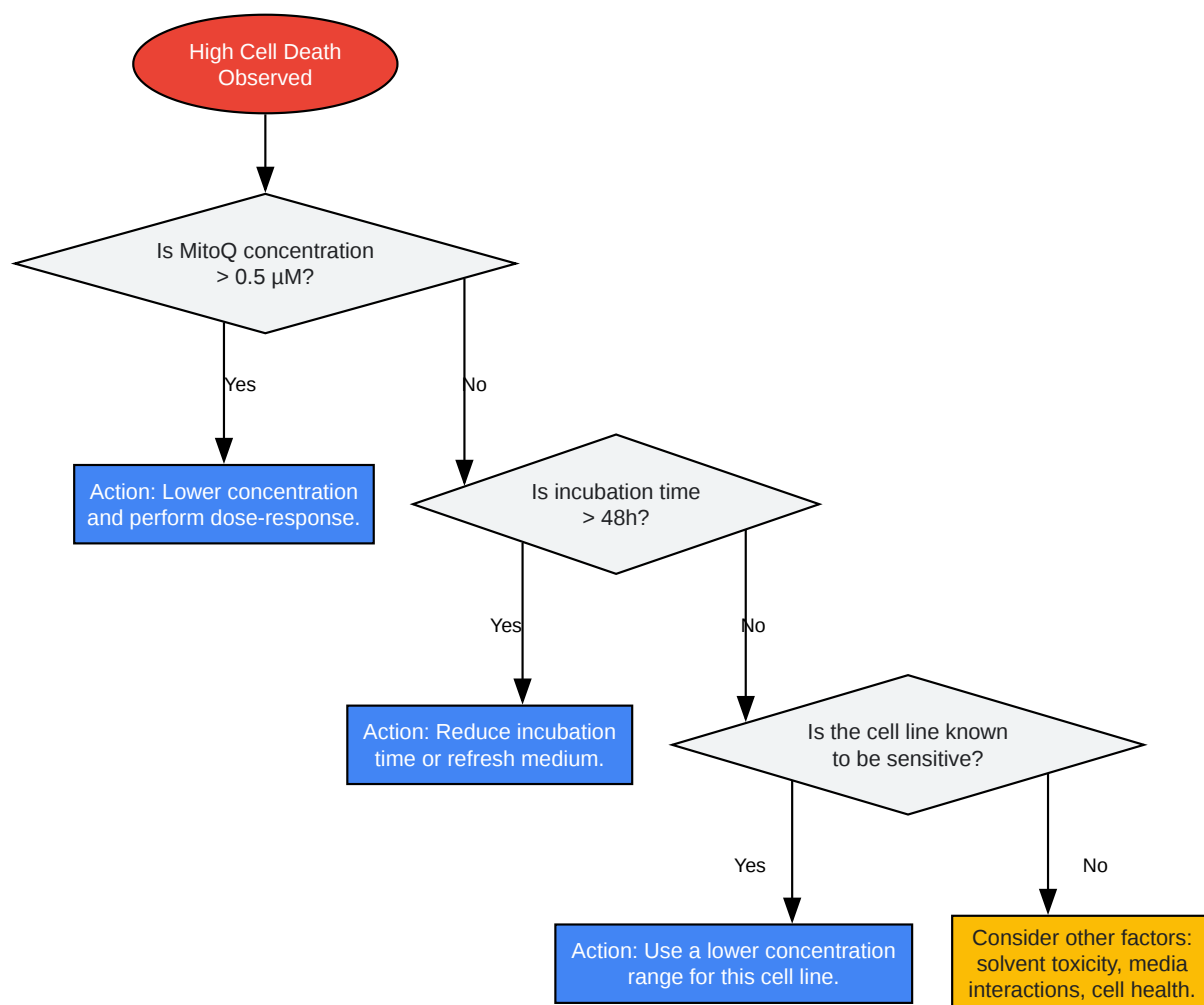 High Cell Death
Observed
Is MitoQ concentration
> 0.5 µM?
Yes
No
Action: Lower concentration
and perform dose-response.
Is incubation time
> 48h?
Yes
No
Action: Reduce incubation
time or refresh medium.
Is the cell line known
to be sensitive?
Yes
No
Action: Use a lower concentration
range for this cell line.
Consider other factors:
solvent toxicity, media
interactions, cell health.